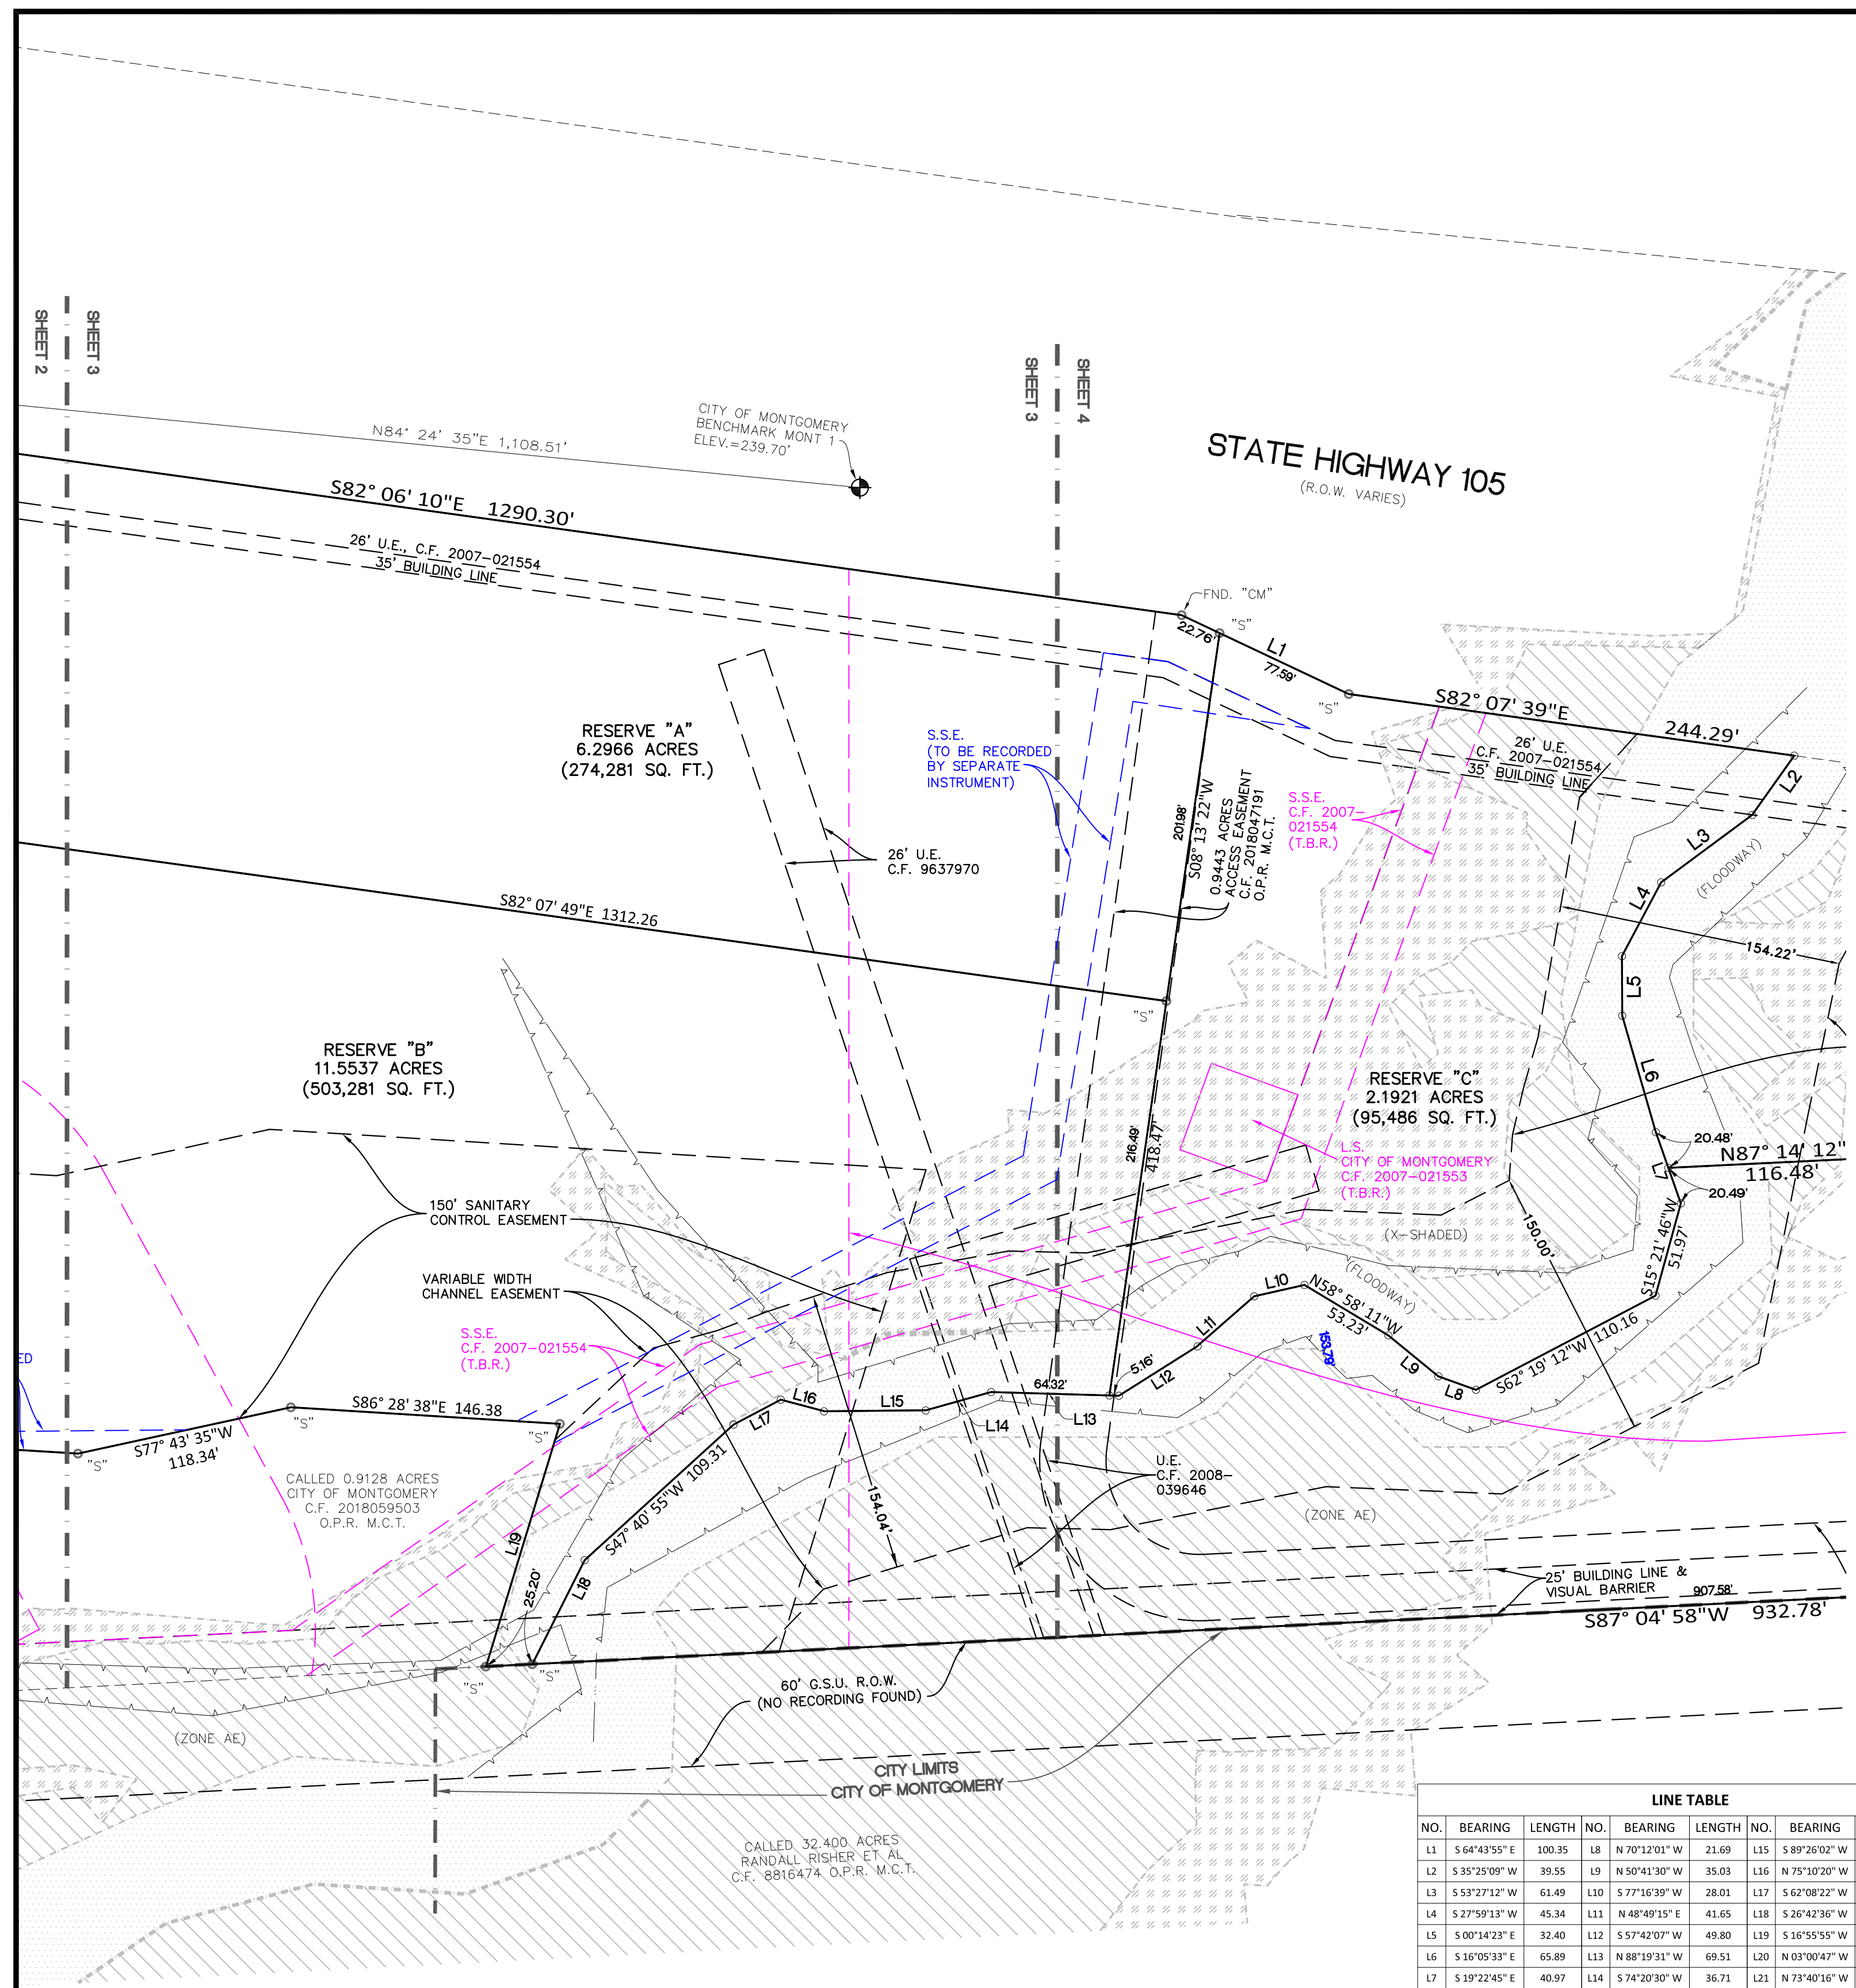 SHEET 2
SHEET 3
SHEET 3
SHEET 4
STATE HIGHWAY 105
(R.O.W. VARIES)
CITY OF MONTGOMERY
BENCHMARK MONT 1
ELEV.=239.70'
N84° 24' 35"E 1,108.51'
S82° 06' 10"E 1290.30'
26' U.E., C.F. 2007-021554
35' BUILDING LINE
FND. "CM"
22.76'
"S"
L1
77.59'
"S"
S82° 07' 39"E
244.29'
26' U.E.
C.F. 2007-021554
35' BUILDING LINE
L2
L3
(FLOODWAY)
L4
154.22'
L5
L6
RESERVE "A"
6.2966 ACRES
(274,281 SQ. FT.)
S.S.E.
(TO BE RECORDED
BY SEPARATE
INSTRUMENT)
201.98'
S08° 13' 22"W
0.9443 ACRES
ACCESS EASEMENT
C.F. 2018047191
O.P.R. M.C.T.
S.S.E.
C.F. 2007-
021554
(T.B.R.)
26' U.E.
C.F. 9637970
S82° 07' 49"E 1312.26
"S"
RESERVE "B"
11.5537 ACRES
(503,281 SQ. FT.)
RESERVE "C"
2.1921 ACRES
(95,486 SQ. FT.)
216.49'
418.47'
L.S.
CITY OF MONTGOMERY
C.F. 2007-021553
(T.B.R.)
20.48'
N87° 14' 12"
116.48'
L7
20.49'
S15° 21' 46"W
51.97'
150.00'
(X-SHADED)
150' SANITARY
CONTROL EASEMENT
VARIABLE WIDTH
CHANNEL EASEMENT
S.S.E.
C.F. 2007-021554
(T.B.R.)
L10
N58° 58' 11"W
53.23'
(FLOODWAY)
153.79'
L11
L9
L8
S62° 19' 12"W 110.16
5.16'
L12
64.32'
L13
L14
L15
L16
L17
ED
S86° 28' 38"E 146.38
"S"
"S"
S77° 43' 35"W
118.34'
"S"
CALLED 0.9128 ACRES
CITY OF MONTGOMERY
C.F. 2018059503
O.P.R. M.C.T.
S47° 40' 55"W 109.31
154.04'
U.E.
C.F. 2008-
039646
(ZONE AE)
L19
25.20'
L18
25' BUILDING LINE &
VISUAL BARRIER
907.58'
S87° 04' 58"W 932.78'
"S"
"S"
60' G.S.U. R.O.W.
(NO RECORDING FOUND)
(ZONE AE)
CITY LIMITS
CITY OF MONTGOMERY
CALLED 32.400 ACRES
RANDALL RISHER ET AL
C.F. 8816474 O.P.R. M.C.T.
LINE TABLE
NO. BEARING LENGTH NO. BEARING LENGTH NO. BEARING
L1 S 64°43'55" E 100.35 L8 N 70°12'01" W 21.69 L15 S 89°26'02" W
L2 S 35°25'09" W 39.55 L9 N 50°41'30" W 35.03 L16 N 75°10'20" W
L3 S 53°27'12" W 61.49 L10 S 77°16'39" W 28.01 L17 S 62°08'22" W
L4 S 27°59'13" W 45.34 L11 N 48°49'15" E 41.65 L18 S 26°42'36" W
L5 S 00°14'23" E 32.40 L12 S 57°42'07" W 49.80 L19 S 16°55'55" W
L6 S 16°05'33" E 65.89 L13 N 88°19'31" W 69.51 L20 N 03°00'47" W
L7 S 19°22'45" E 40.97 L14 S 74°20'30" W 36.71 L21 N 73°40'16" W